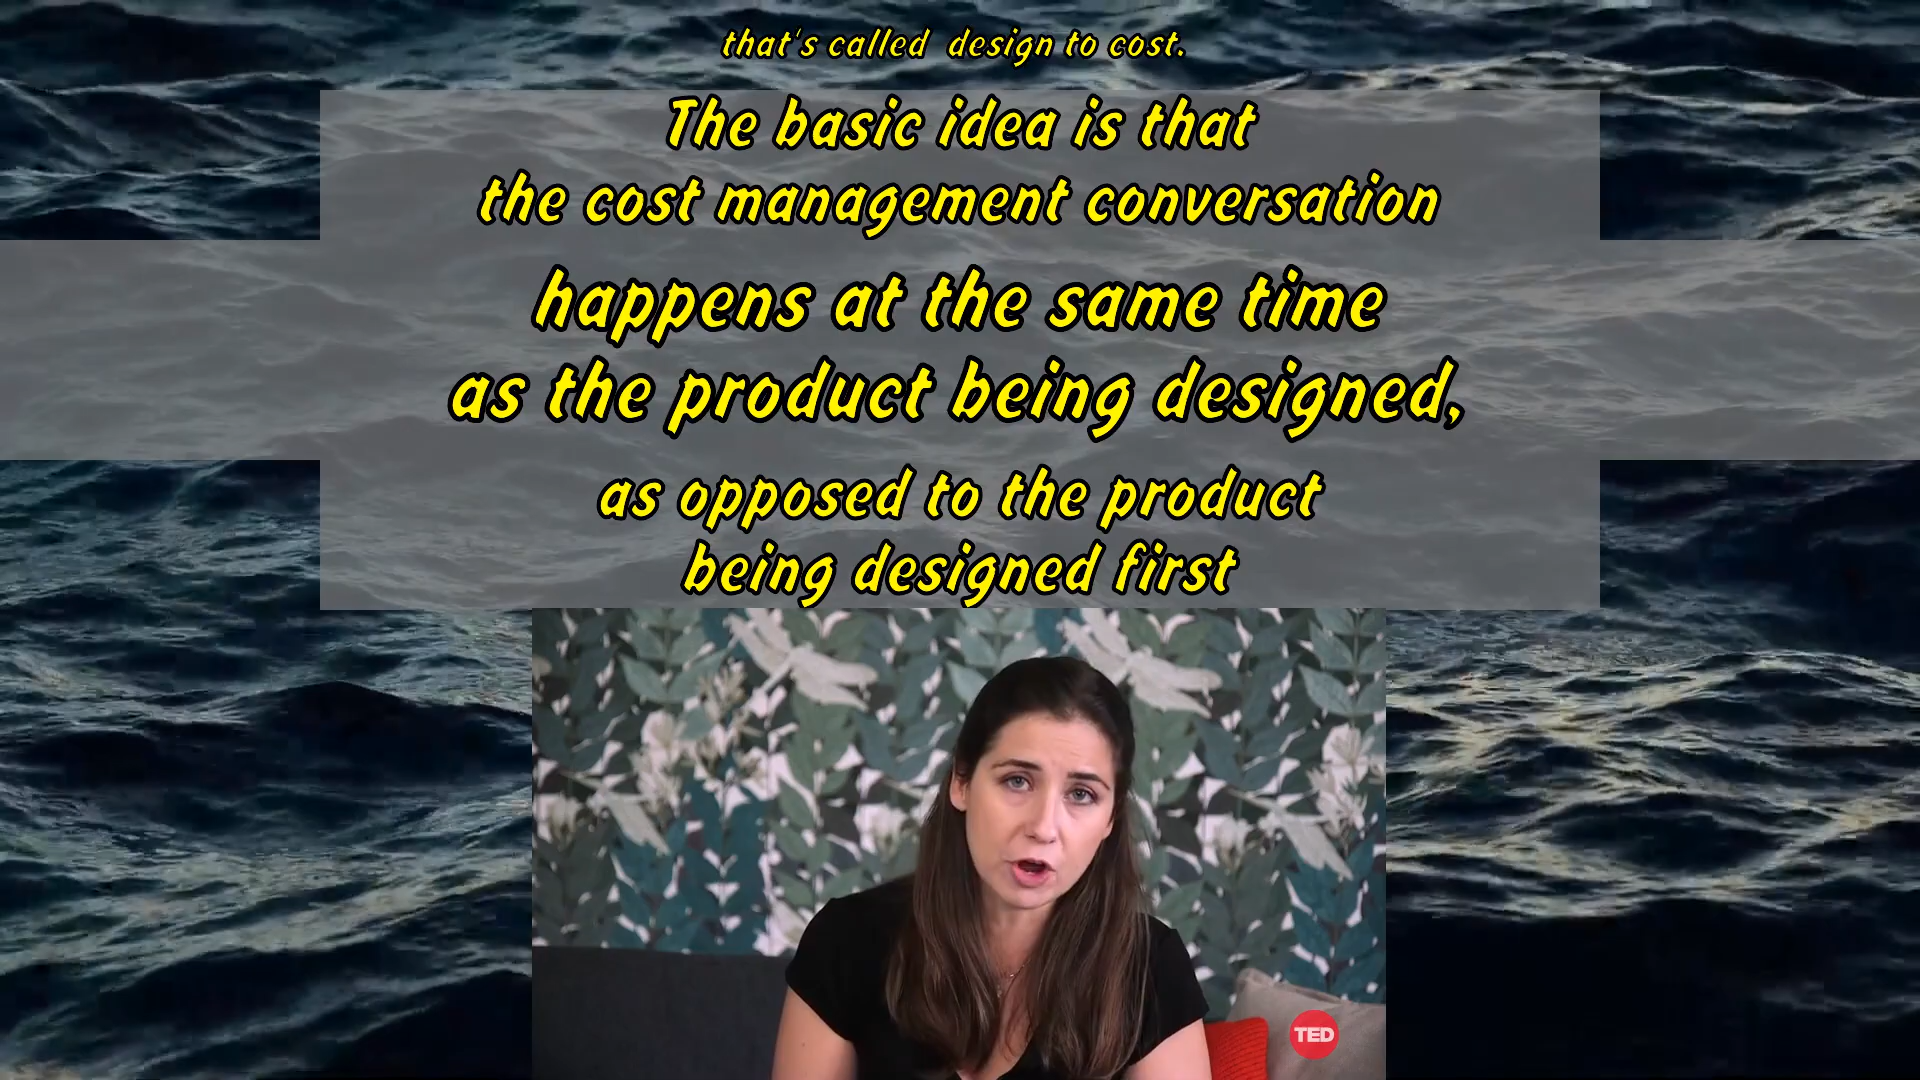 that's called design to cost.
The basic idea is that
the cost management conversation
happens at the same time
as the product being designed,
as opposed to the product
being designed first
TED